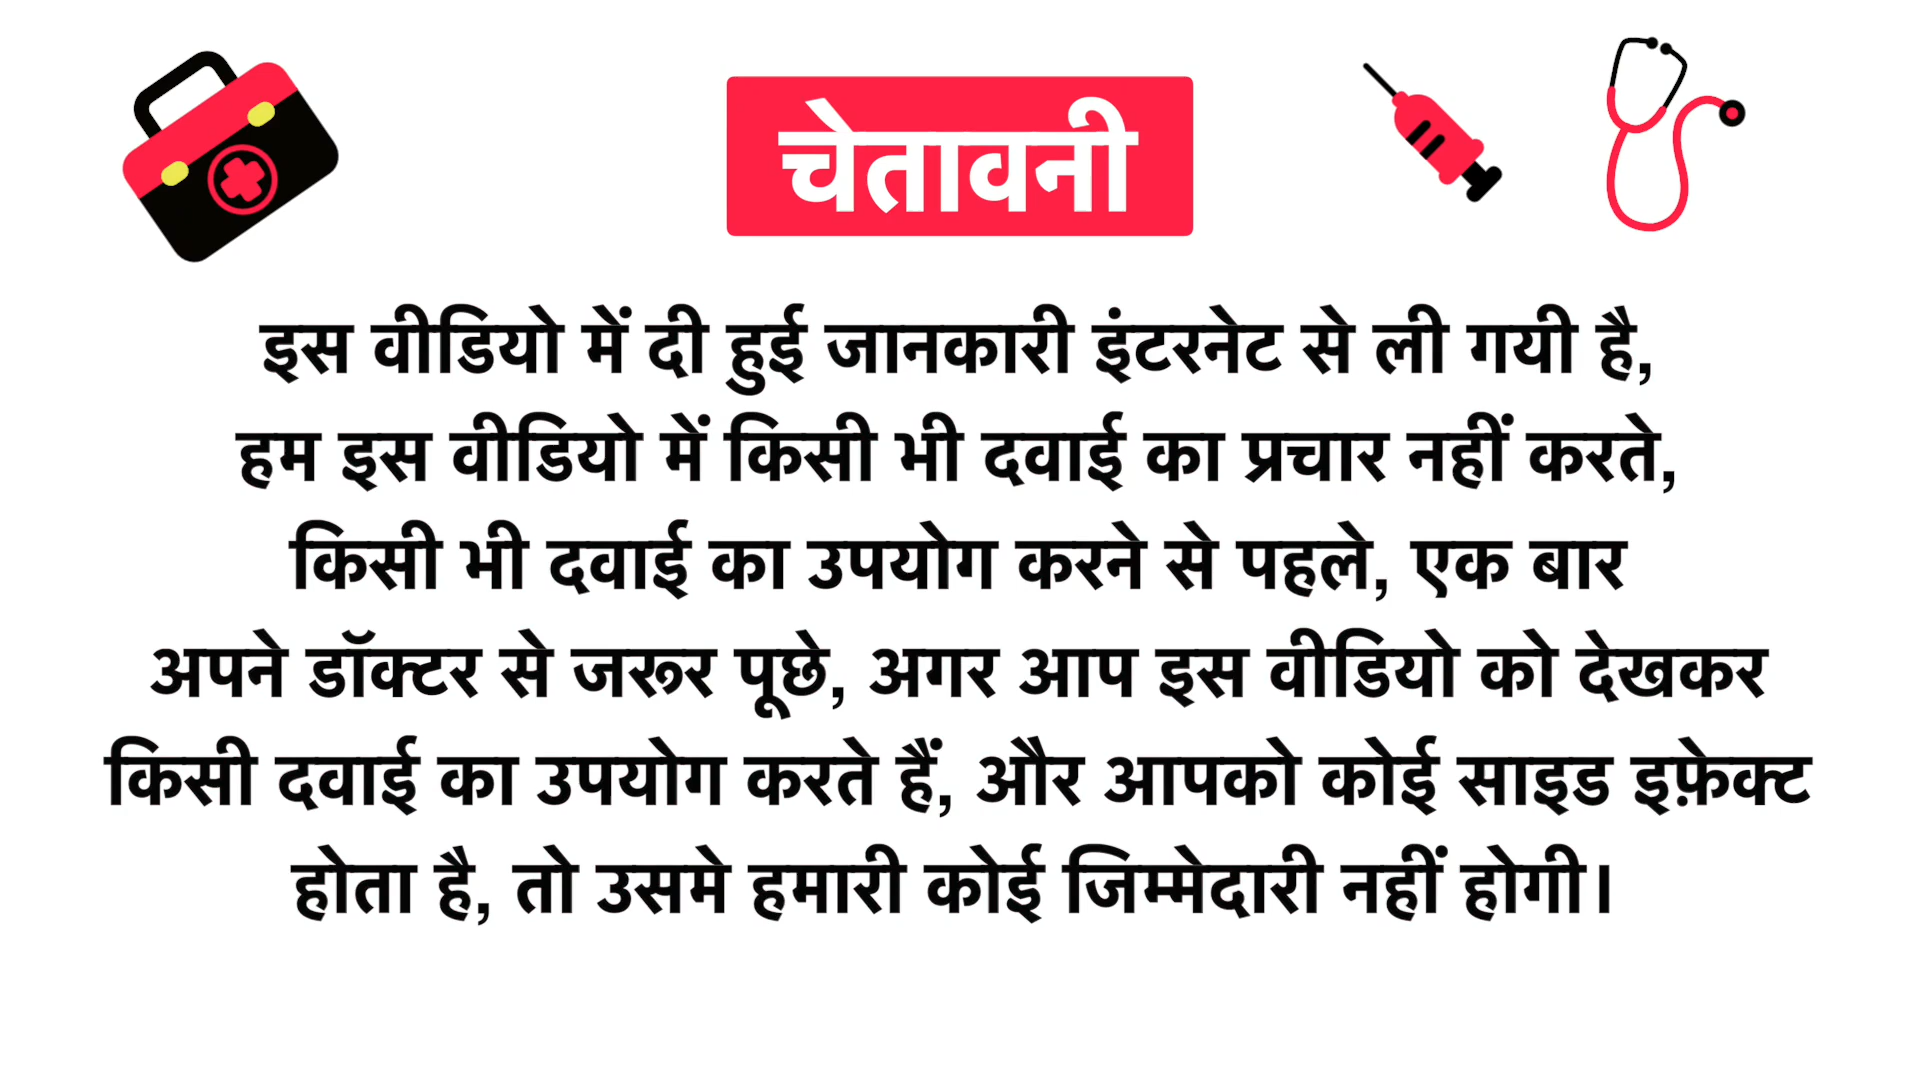 चेतावनी
इस वीडियो में दी हुई जानकारी इंटरनेट से ली गयी है,
हम इस वीडियो में किसी भी दवाई का प्रचार नहीं करते,
किसी भी दवाई का उपयोग करने से पहले, एक बार
अपने डॉक्टर से जरूर पूछे, अगर आप इस वीडियो को देखकर
किसी दवाई का उपयोग करते हैं, और आपको कोई साइड इफ़ेक्ट
होता है, तो उसमे हमारी कोई जिम्मेदारी नहीं होगी।